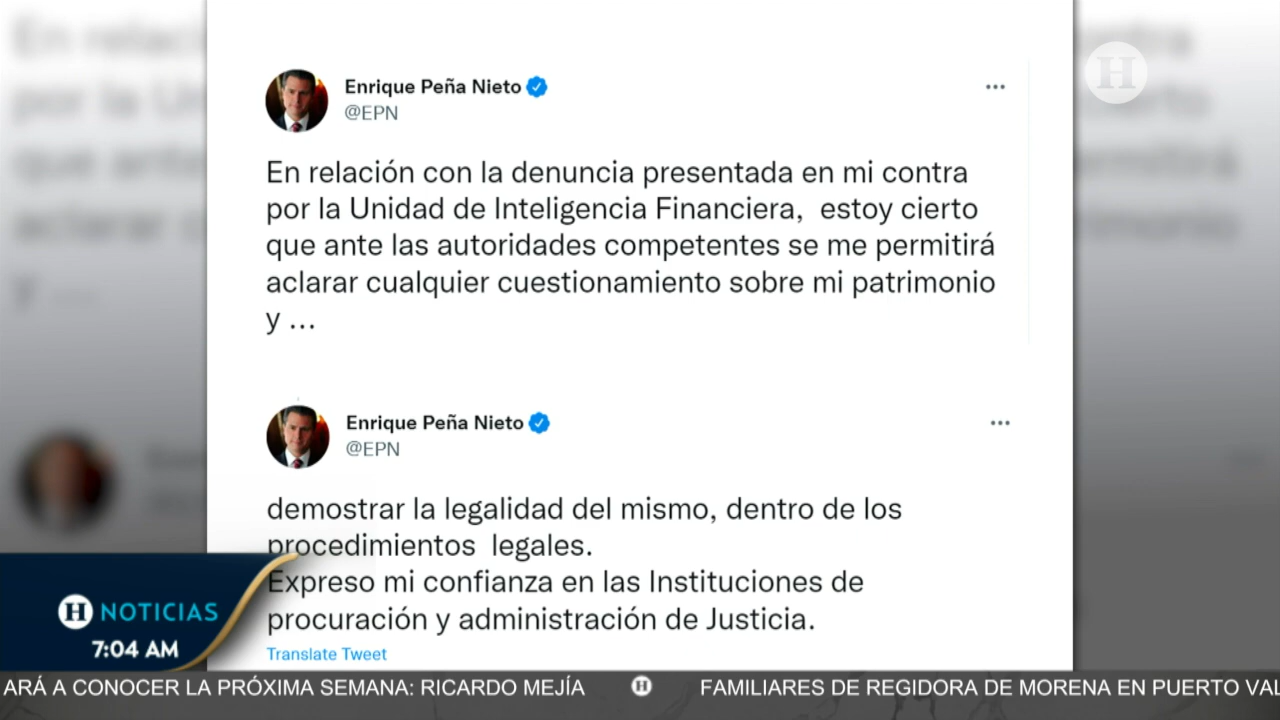 Enrique Peña Nieto
@EPN
En relación con la denuncia presentada en mi contra
por la Unidad de Inteligencia Financiera,  estoy cierto
que ante las autoridades competentes se me permitirá
aclarar cualquier cuestionamiento sobre mi patrimonio
y ...
Enrique Peña Nieto
@EPN
demostrar la legalidad del mismo, dentro de los
procedimientos  legales.
Expreso mi confianza en las Instituciones de
procuración y administración de Justicia.
Translate Tweet
H
H NOTICIAS
7:04 AM
ARÁ A CONOCER LA PRÓXIMA SEMANA: RICARDO MEJÍA H FAMILIARES DE REGIDORA DE MORENA EN PUERTO VAL